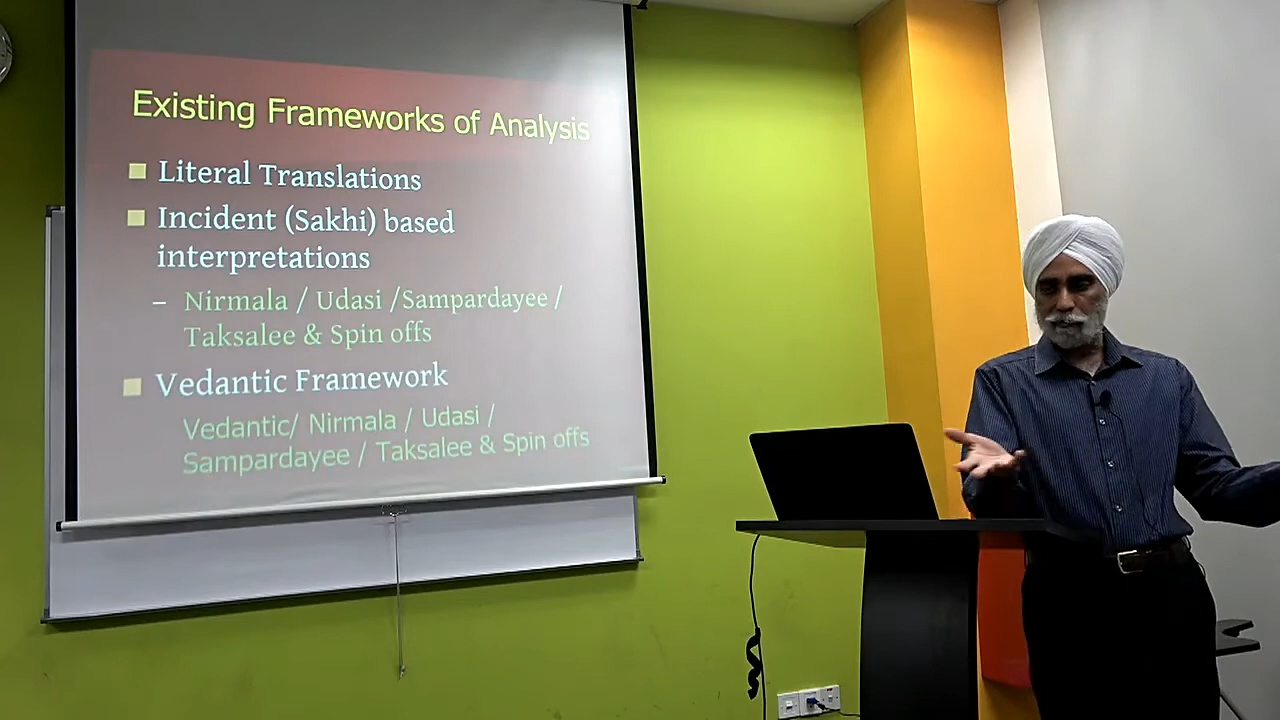 Existing Frameworks of Analysis
Literal Translations
Incident (Sakhi) based
interpretations
– Nirmala / Udasi /Sampardayee /
Taksalee & Spin offs
Vedantic Framework
Vedantic/ Nirmala / Udasi /
Sampardayee / Taksalee & Spin offs